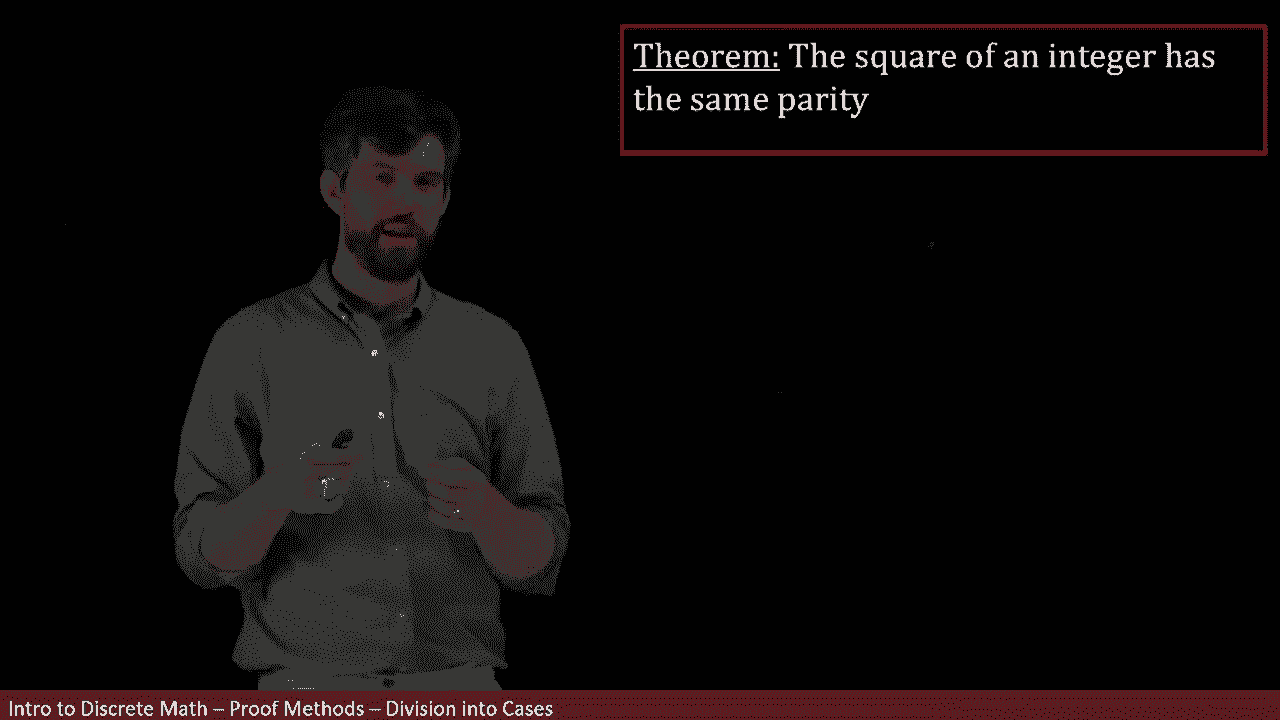 Theorem: The square of an integer has
the same parity
Intro to Discrete Math – Proof Methods – Division into Cases